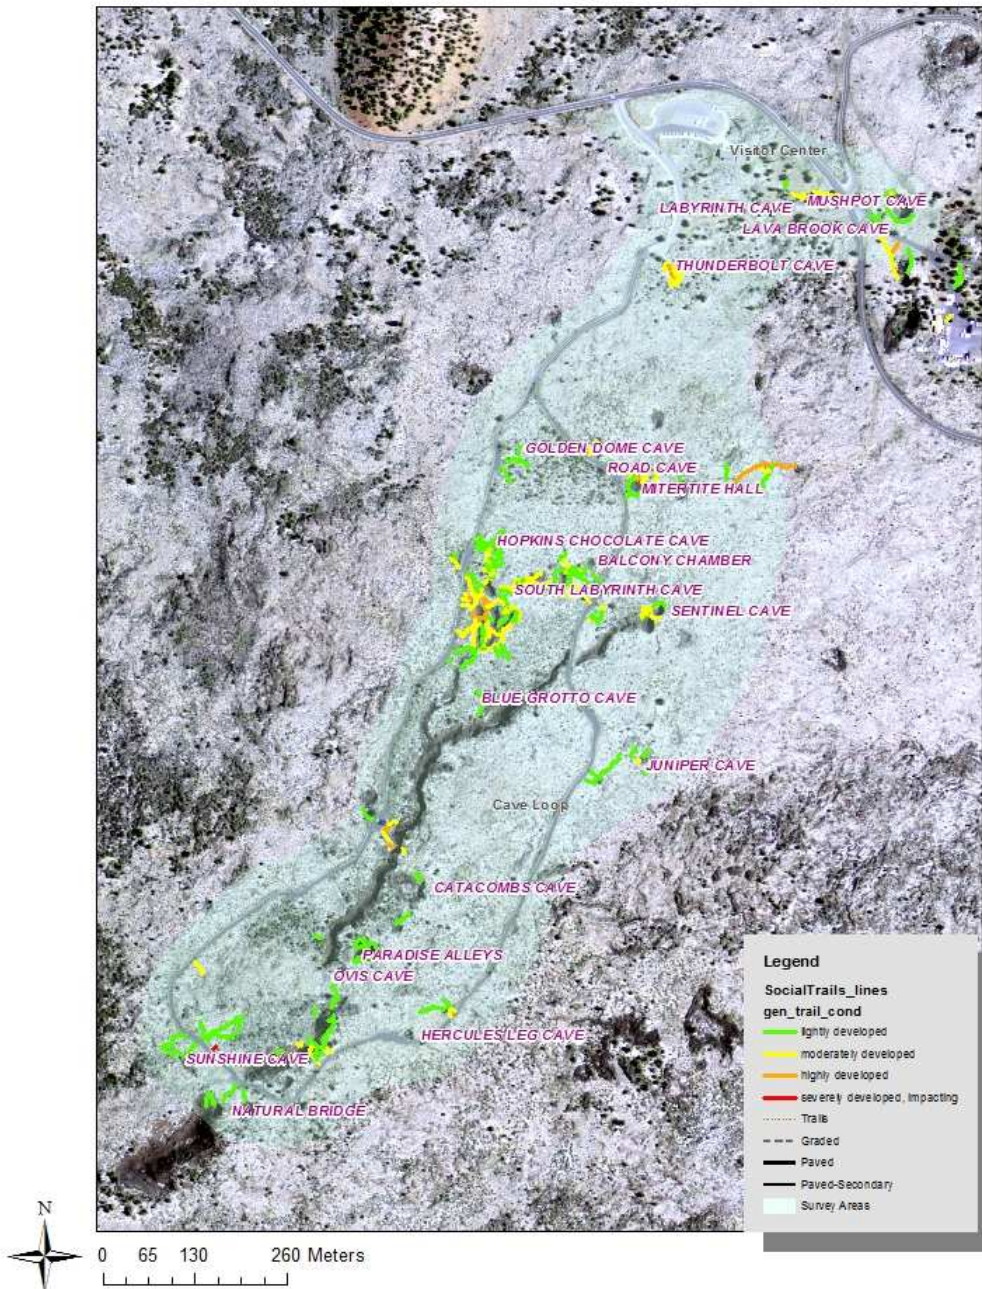 Visitor Center
MUSHPOT CAVE
LABYRINTH CAVE
LAVA BROOK CAVE
THUNDERBOLT CAVE
GOLDEN DOME CAVE
ROAD CAVE
MITERTITE HALL
HOPKINS CHOCOLATE CAVE
BALCONY CHAMBER
SOUTH LABYRINTH CAVE
SENTINEL CAVE
BLUE GROTTO CAVE
JUNIPER CAVE
Cave Loop
CATACOMBS CAVE
PARADISE ALLEYS
OVIS CAVE
HERCULES LEG CAVE
SUNSHINE CAVE
NATURAL BRIDGE
Legend
SocialTrails_lines
gen_trail_cond
lightly developed
moderately developed
highly developed
severely developed, impacting
Trails
Graded
Paved
Paved-Secondary
Survey Areas
N
0 65 130 260 Meters